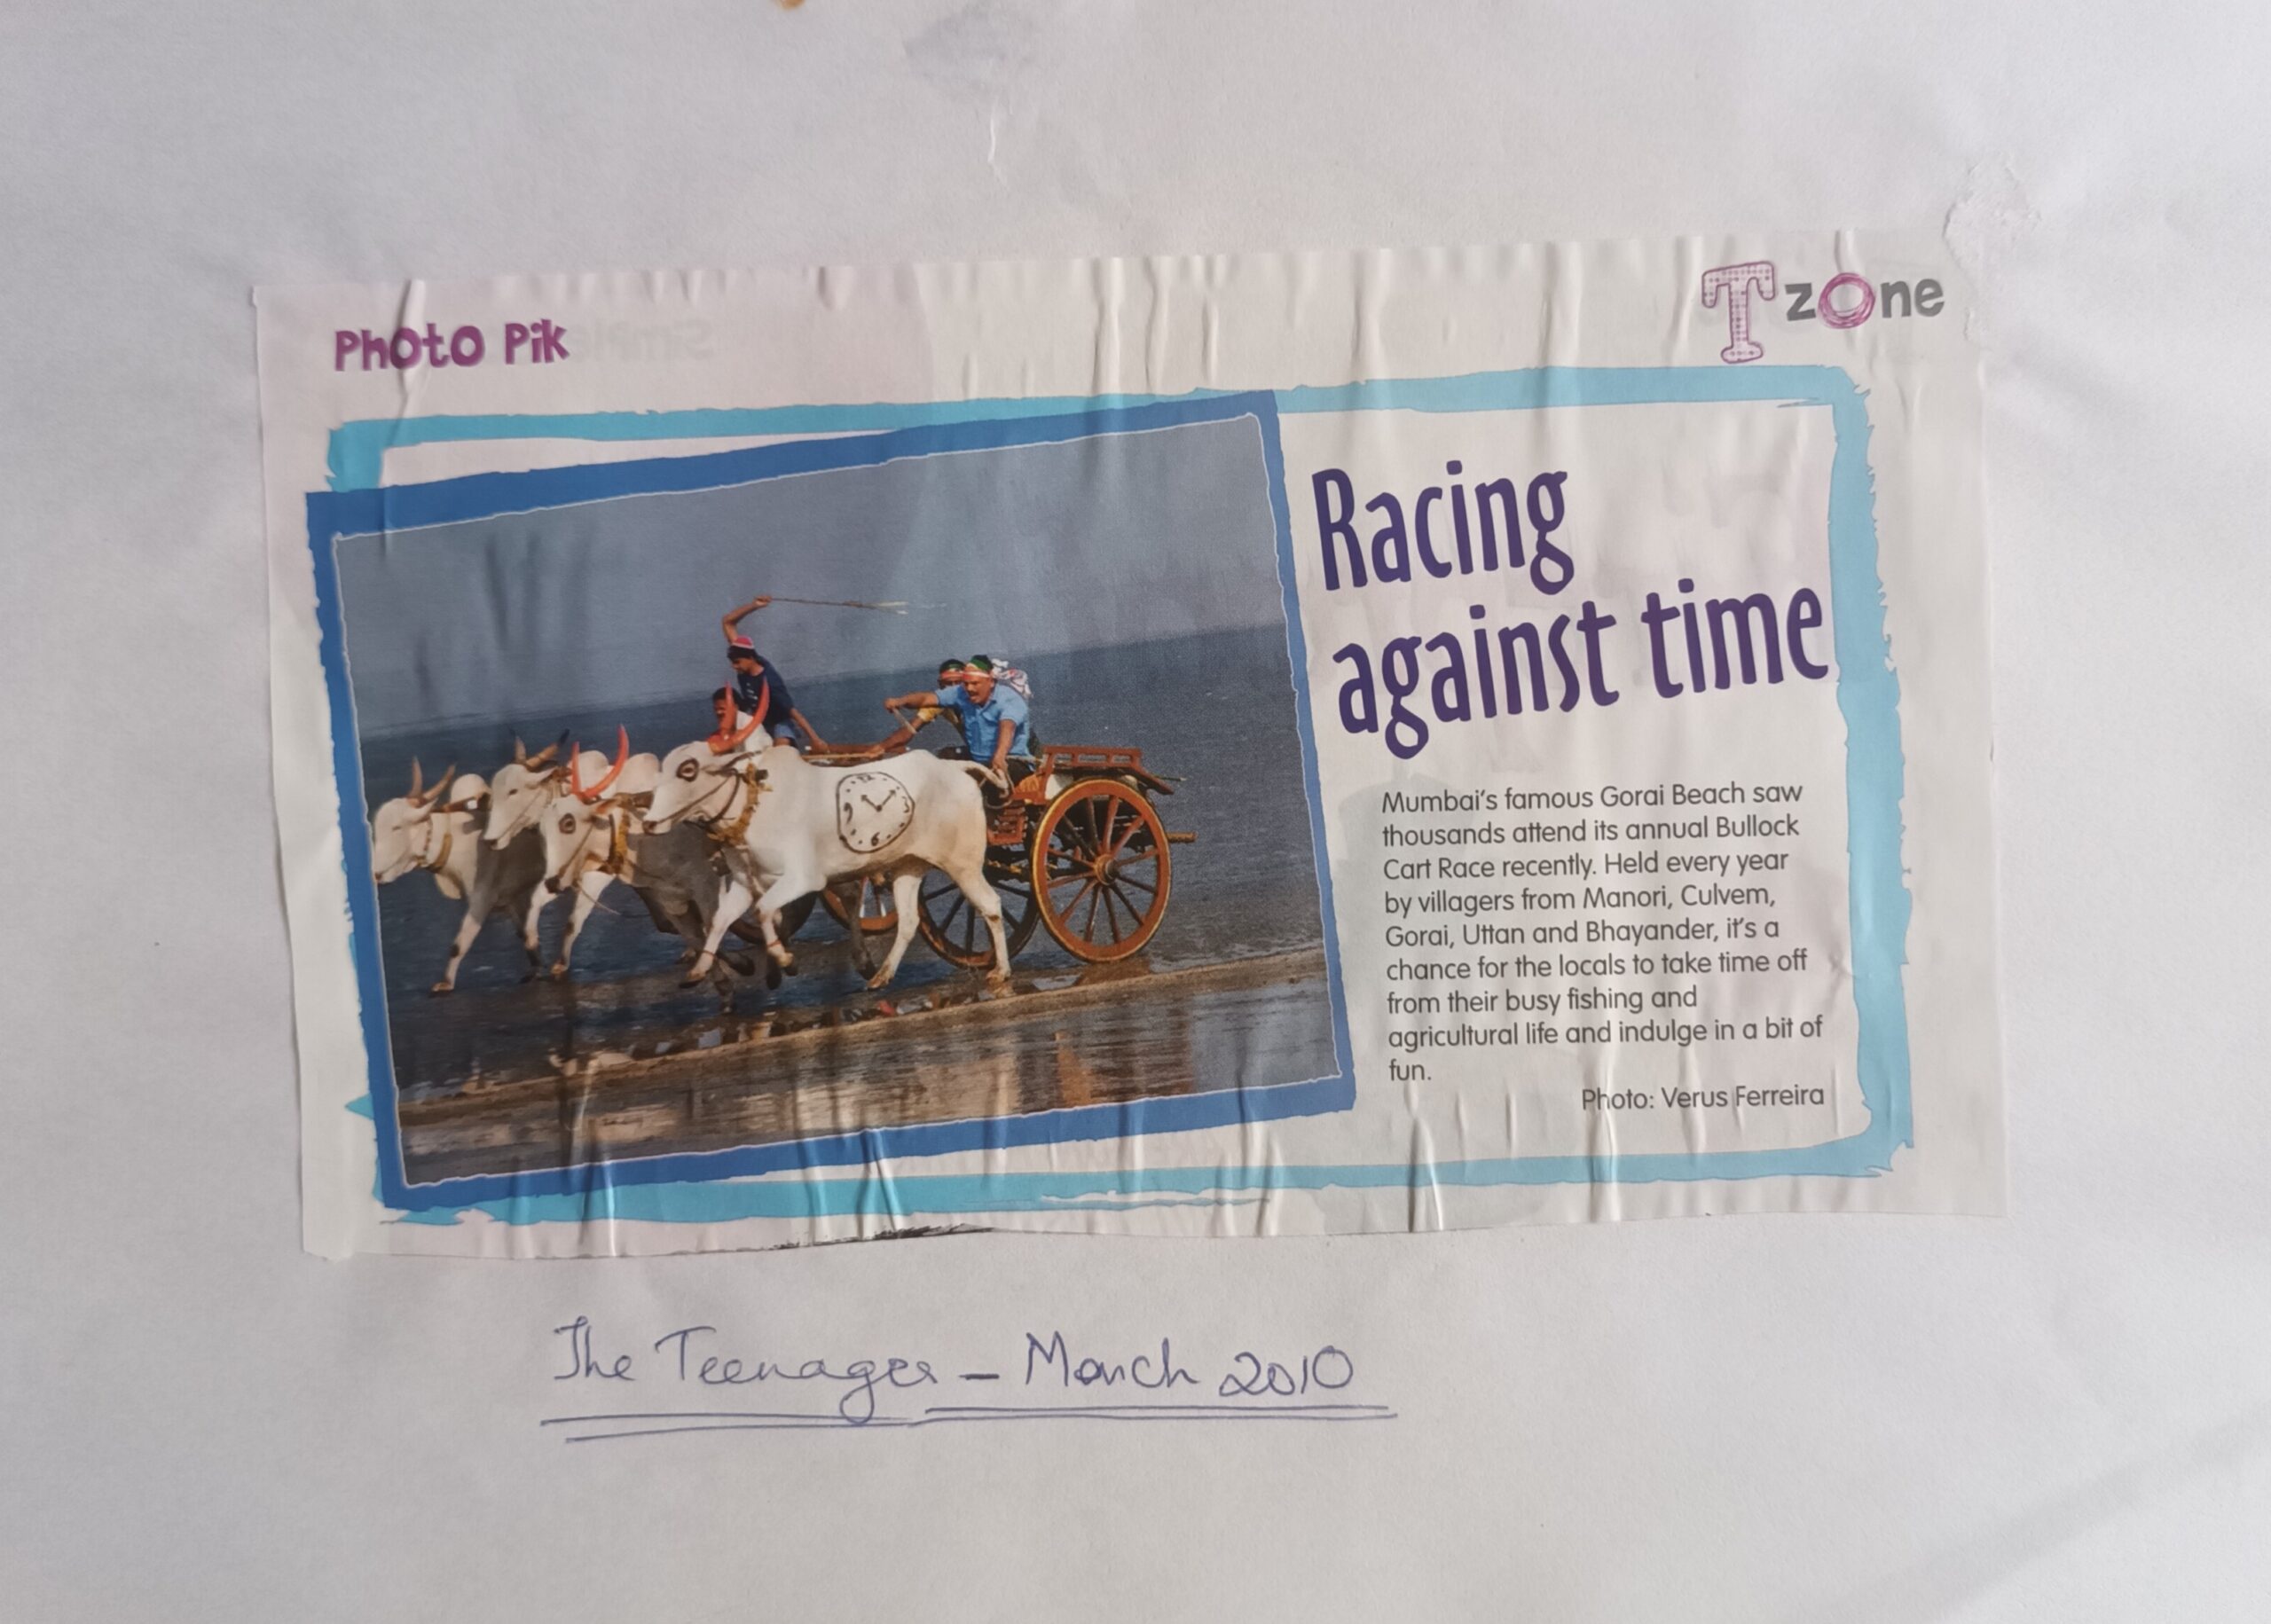 Photo Pik
T zone
Racing
against time
12
6
Mumbai's famous Gorai Beach saw
thousands attend its annual Bullock
Cart Race recently. Held every year
by villagers from Manori, Culvem,
Gorai, Uttan and Bhayander, it's a
chance for the locals to take time off
from their busy fishing and
agricultural life and indulge in a bit of
fun.
Photo: Verus Ferreira
The Teenager - March 2010